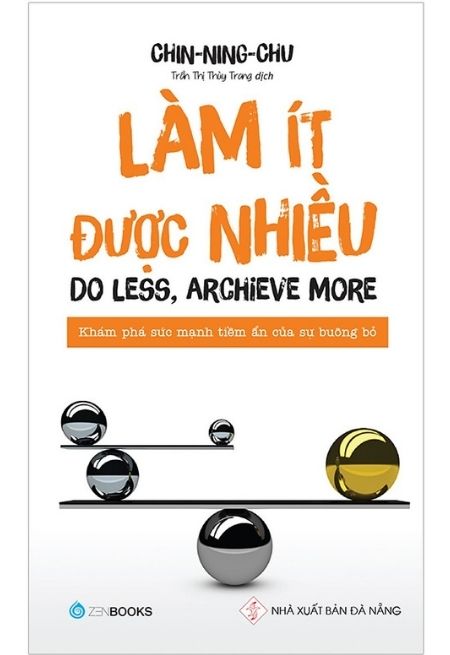 CHIN-NING-CHU
Trần Thị Thùy Trang dịch
LÀM ÍT
ĐƯỢC NHIỀU
DO LESS, ARCHIEVE MORE
Khám phá sức mạnh tiềm ẩn của sự buông bỏ
ZENBOOKS
NHÀ XUẤT BẢN ĐÀ NẴNG